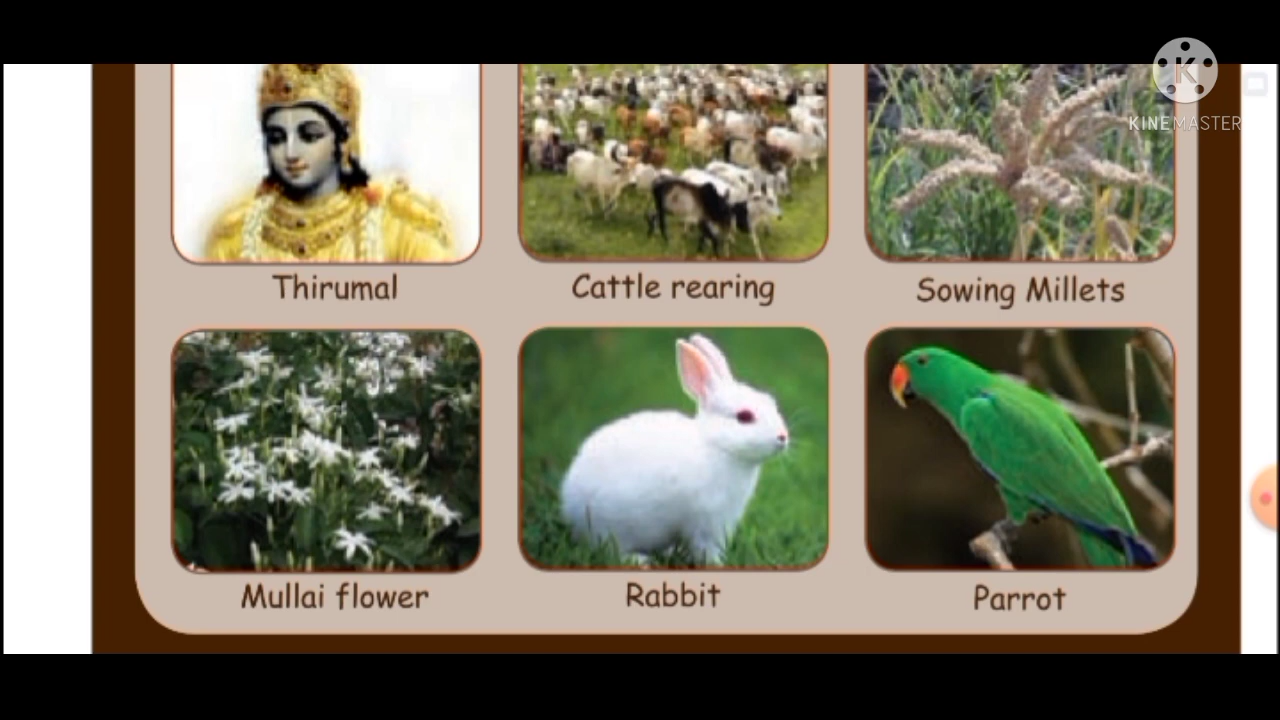 KINEMASTER
Thirumal
Cattle rearing
Sowing Millets
Mullai flower
Rabbit
Parrot